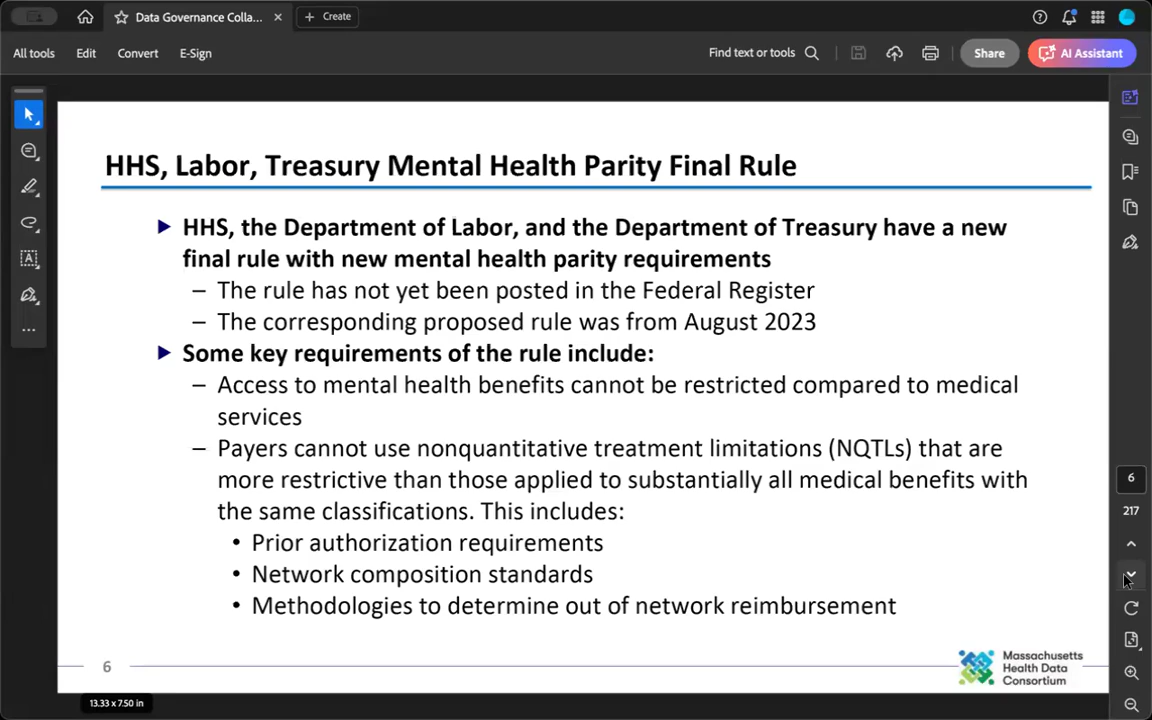 Data Governance Colla...
Create
All tools
Edit
Convert
E-Sign
Find text or tools
Share
AI Assistant
HHS, Labor, Treasury Mental Health Parity Final Rule
HHS, the Department of Labor, and the Department of Treasury have a new
final rule with new mental health parity requirements
– The rule has not yet been posted in the Federal Register
– The corresponding proposed rule was from August 2023
Some key requirements of the rule include:
– Access to mental health benefits cannot be restricted compared to medical
services
– Payers cannot use nonquantitative treatment limitations (NQTLs) that are
more restrictive than those applied to substantially all medical benefits with
the same classifications. This includes:
• Prior authorization requirements
• Network composition standards
• Methodologies to determine out of network reimbursement
6
Massachusetts
Health Data
Consortium
13.33 x 7.50 in
6
217